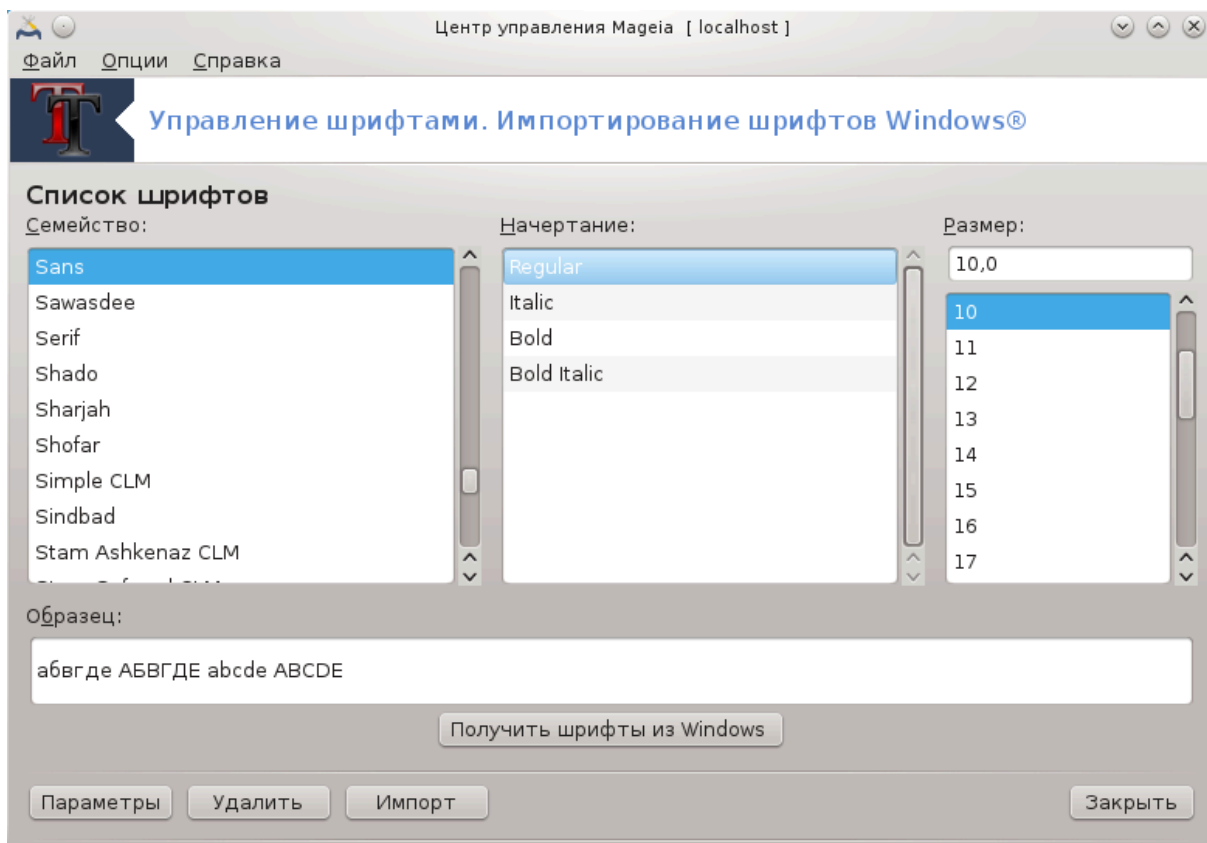 Центр управления Mageia [ localhost ]
Файл Опции Справка
Управление шрифтами. Импортирование шрифтов Windows®
Список шрифтов
Семейство: Начертание: Размер:
Sans Regular 10,0
Sawasdee Italic 10
Serif Bold 11
Shado Bold Italic 12
Sharjah 13
Shofar 14
Simple CLM 15
Sindbad 16
Stam Ashkenaz CLM 17
Образец:
абвгде АБВГДЕ abcde ABCDE
Получить шрифты из Windows
Параметры Удалить Импорт Закрыть